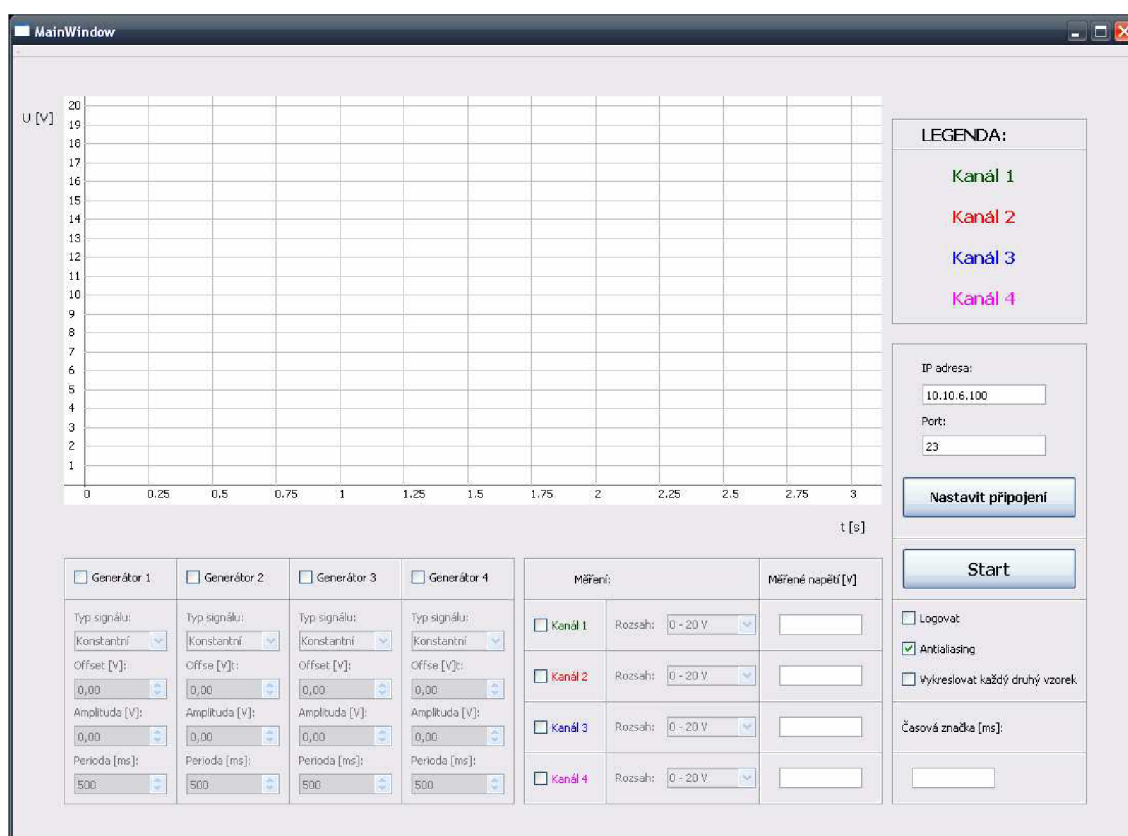 MainWindow
U [V]
20
19
18
17
16
15
14
13
12
11
10
9
8
7
6
5
4
3
2
1
0 0.25 0.5 0.75 1 1.25 1.5 1.75 2 2.25 2.5 2.75 3
t [s]
LEGENDA:
Kanál 1
Kanál 2
Kanál 3
Kanál 4
IP adresa:
10.10.6.100
Port:
23
Nastavit připojení
Start
Logovat
Antialiasing
Vykreslovat každý druhý vzorek
Časová značka [ms]:
Generátor 1
Typ signálu:
Konstantní
Offset [V]:
0,00
Amplituda [V]:
0,00
Perioda [ms]:
500
Generátor 2
Typ signálu:
Konstantní
Offse [V]t:
0,00
Amplituda [V]:
0,00
Perioda [ms]:
500
Generátor 3
Typ signálu:
Konstantní
Offset [V]:
0,00
Amplituda [V]:
0,00
Perioda [ms]:
500
Generátor 4
Typ signálu:
Konstantní
Offse [V]t:
0,00
Amplituda [V]:
0,00
Perioda [ms]:
500
Měření: Měřené napětí [V]
Kanál 1 Rozsah: 0 - 20 V
Kanál 2 Rozsah: 0 - 20 V
Kanál 3 Rozsah: 0 - 20 V
Kanál 4 Rozsah: 0 - 20 V